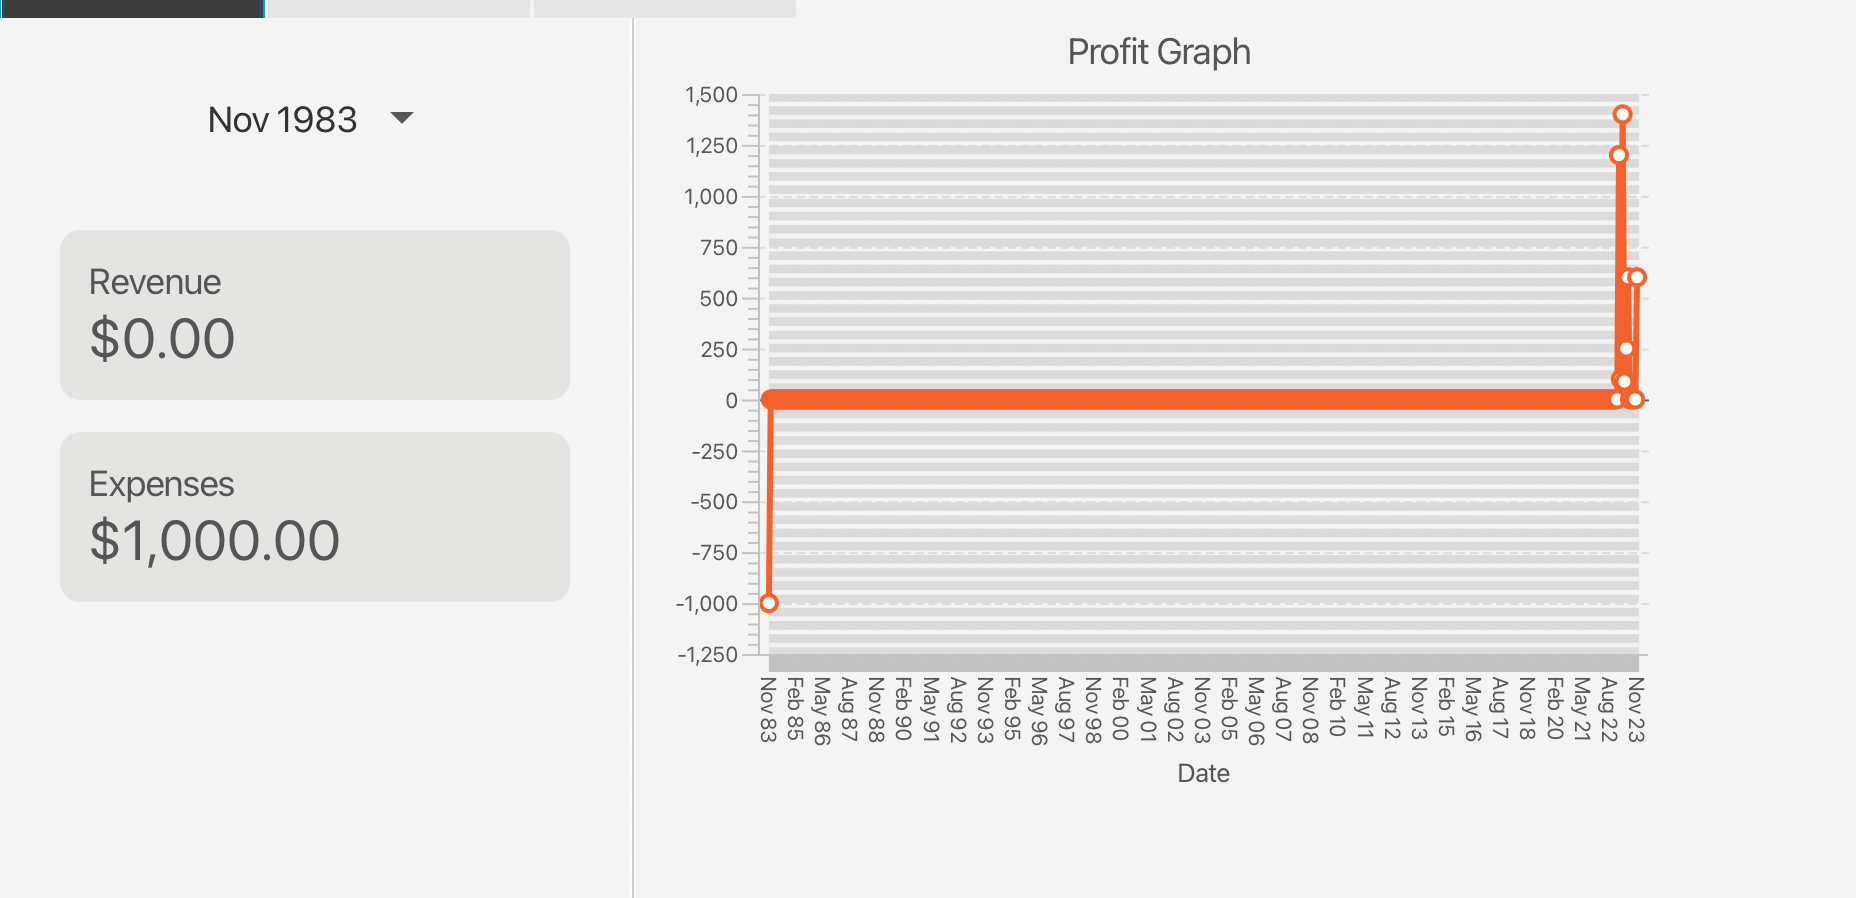 Nov 1983
Revenue
$0.00
Expenses
$1,000.00
Profit Graph
1,500
1,250
1,000
750
500
250
0
-250
-500
-750
-1,000
-1,250
Nov 83
Feb 85
May 86
Aug 87
Nov 88
Feb 90
May 91
Aug 92
Nov 93
Feb 95
May 96
Aug 97
Nov 98
Feb 00
May 01
Aug 02
Nov 03
Feb 05
May 06
Aug 07
Nov 08
Feb 10
May 11
Aug 12
Nov 13
Feb 15
May 16
Aug 17
Nov 18
Feb 20
May 21
Aug 22
Nov 23
Date